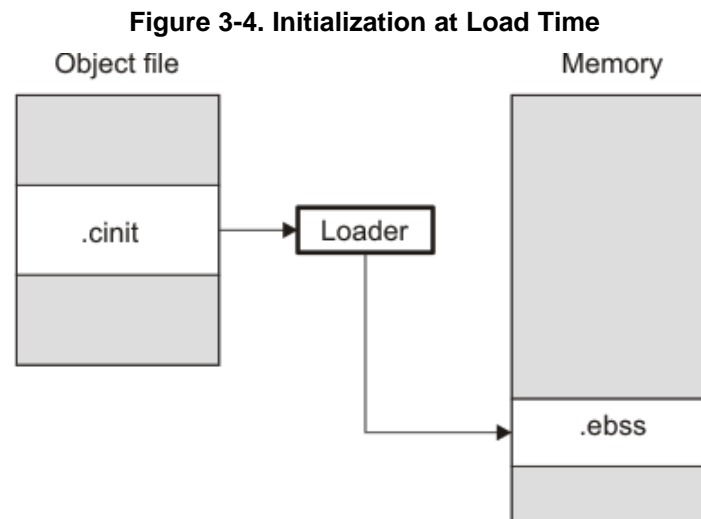 Figure 3-4. Initialization at Load Time
Object file
Memory
.cinit
Loader
.ebss